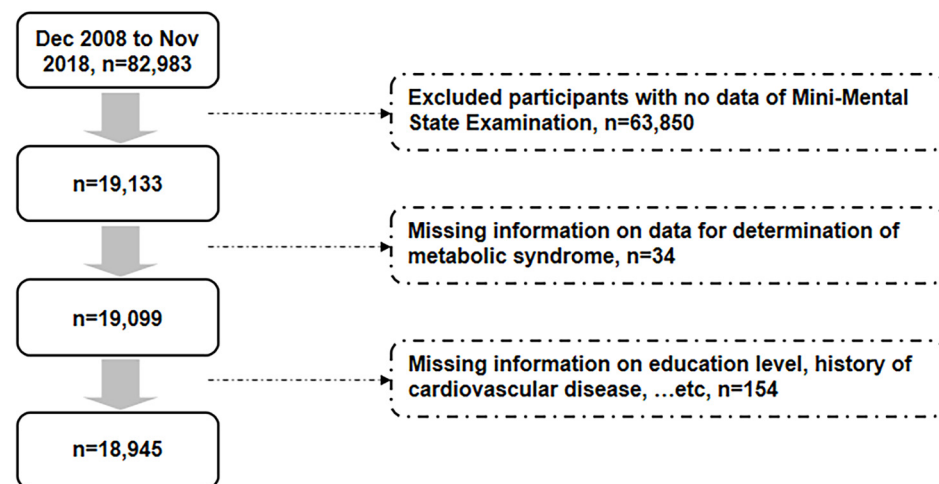 Dec 2008 to Nov
2018, n=82,983
Excluded participants with no data of Mini-Mental
State Examination, n=63,850
n=19,133
Missing information on data for determination of
metabolic syndrome, n=34
n=19,099
Missing information on education level, history of
cardiovascular disease, ...etc, n=154
n=18,945